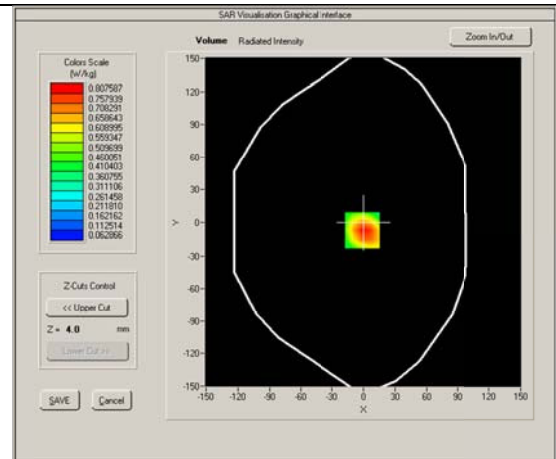 SAR Visualisation Graphical Interface
Volume Radiated Intensity
Zoom In/Out
Colors Scale
(W/kg)
0.807587
0.757939
0.708291
0.658643
0.608995
0.559347
0.509699
0.460051
0.410403
0.360755
0.311106
0.261458
0.211810
0.162162
0.112514
0.062866
Z-Cuts Control
<< Upper Cut
Z = 4.0 mm
Lower Cut >>
SAVE Cancel
150
120
90
60
30
0
-30
-60
-90
-120
-150
Y
-150 -120 -90 -60 -30 0 30 60 90 120 150
X